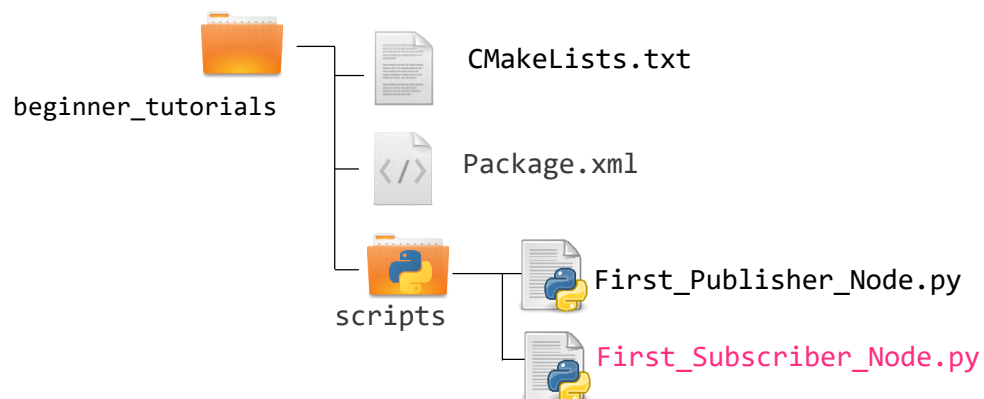 CMakeLists.txt
beginner_tutorials
</> Package.xml
scripts
First_Publisher_Node.py
First_Subscriber_Node.py